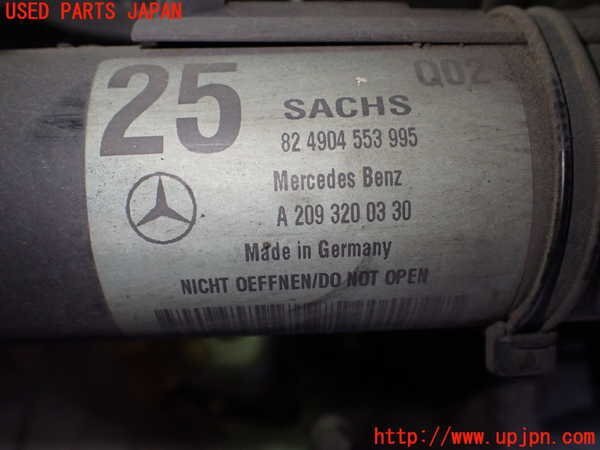 USED PARTS JAPAN
25
Q02
SACHS
82 4904 553 995
Mercedes Benz
A 209 320 03 30
Made in Germany
NICHT OEFFNEN/DO NOT OPEN
http://www.upjpn.com/